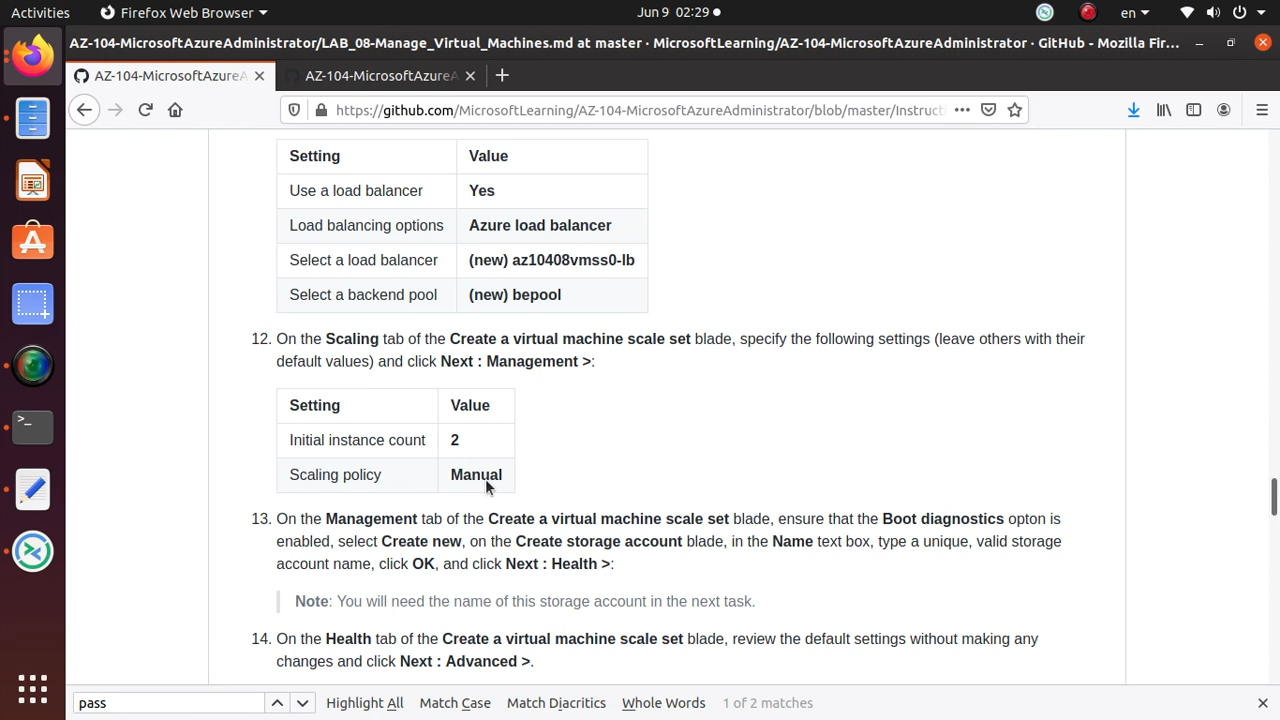 Activities
Firefox Web Browser
Jun 9 02:29
en
AZ-104-MicrosoftAzureAdministrator/LAB_08-Manage_Virtual_Machines.md at master · MicrosoftLearning/AZ-104-MicrosoftAzureAdministrator · GitHub - Mozilla Fir...
AZ-104-MicrosoftAzureA
AZ-104-MicrosoftAzureA
https://github.com/MicrosoftLearning/AZ-104-MicrosoftAzureAdministrator/blob/master/Instructi
Setting Value
Use a load balancer Yes
Load balancing options Azure load balancer
Select a load balancer (new) az10408vmss0-lb
Select a backend pool (new) bepool
12. On the Scaling tab of the Create a virtual machine scale set blade, specify the following settings (leave others with their
default values) and click Next : Management >:
Setting Value
Initial instance count 2
Scaling policy Manual
13. On the Management tab of the Create a virtual machine scale set blade, ensure that the Boot diagnostics opton is
enabled, select Create new, on the Create storage account blade, in the Name text box, type a unique, valid storage
account name, click OK, and click Next : Health >:
Note: You will need the name of this storage account in the next task.
14. On the Health tab of the Create a virtual machine scale set blade, review the default settings without making any
changes and click Next : Advanced >.
pass
Highlight All
Match Case
Match Diacritics
Whole Words
1 of 2 matches